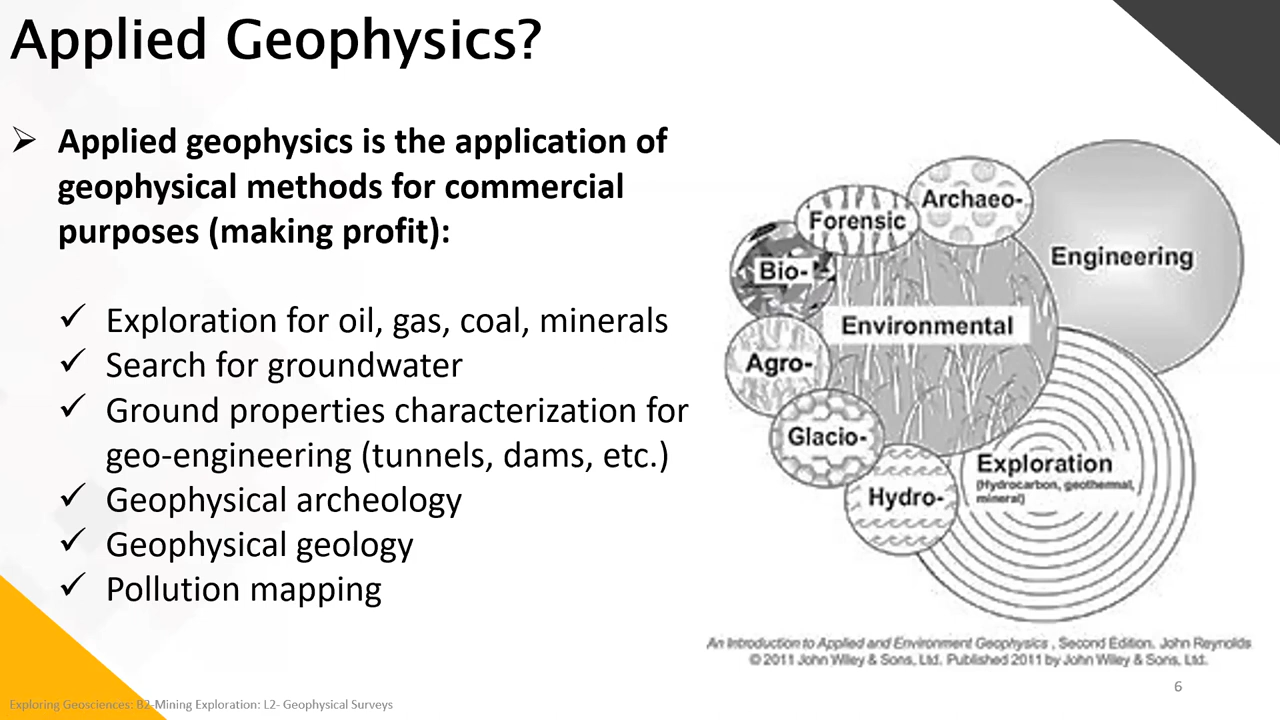 Applied Geophysics?
Applied geophysics is the application of
geophysical methods for commercial
purposes (making profit):
Exploration for oil, gas, coal, minerals
Search for groundwater
Ground properties characterization for
geo-engineering (tunnels, dams, etc.)
Geophysical archeology
Geophysical geology
Pollution mapping
Archaeo-
Forensic
Engineering
Bio-
Environmental
Agro-
Glacio-
Exploration
(Hydrocarbon, geothermal,
mineral)
Hydro-
An Introduction to Applied and Environment Geophysics , Second Edition. John Reynolds
© 2011 John Wiley & Sons, Ltd. Published 2011 by John Wiley & Sons, Ltd.
6
Exploring Geosciences: B2-Mining Exploration: L2- Geophysical Surveys